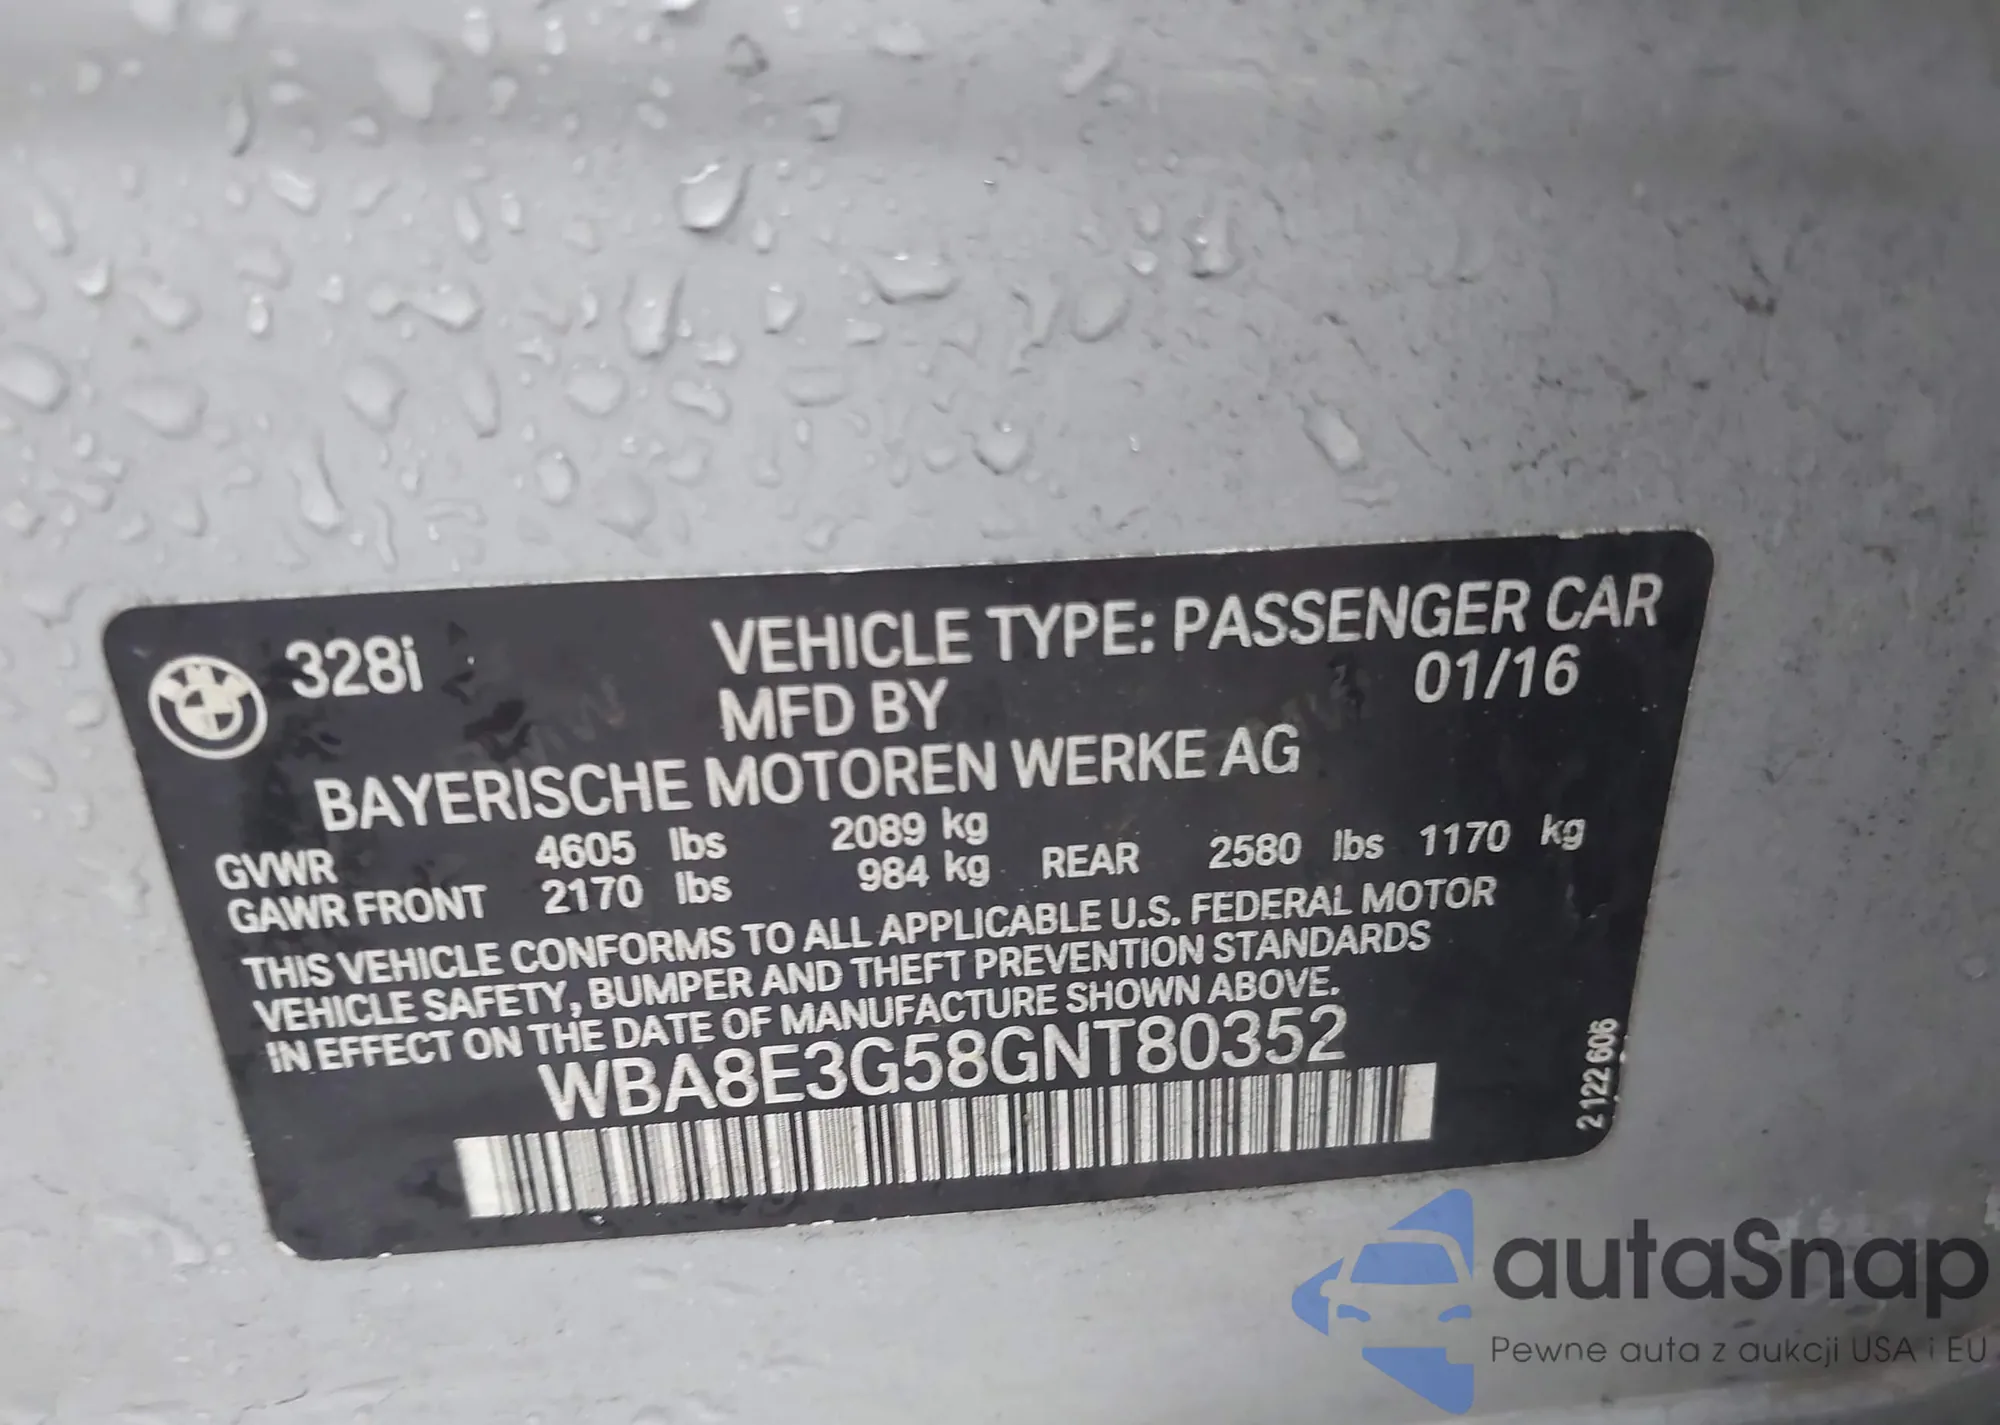 328i
VEHICLE TYPE: PASSENGER CAR
MFD BY 01/16
BAYERISCHE MOTOREN WERKE AG
GVWR 4605 lbs 2089 kg
GAWR FRONT 2170 lbs 984 kg REAR 2580 lbs 1170 kg
THIS VEHICLE CONFORMS TO ALL APPLICABLE U.S. FEDERAL MOTOR
VEHICLE SAFETY, BUMPER AND THEFT PREVENTION STANDARDS
IN EFFECT ON THE DATE OF MANUFACTURE SHOWN ABOVE.
WBA8E3G58GNT80352
2 122 606
autaSnap
Pewne auta z aukcji USA i EU